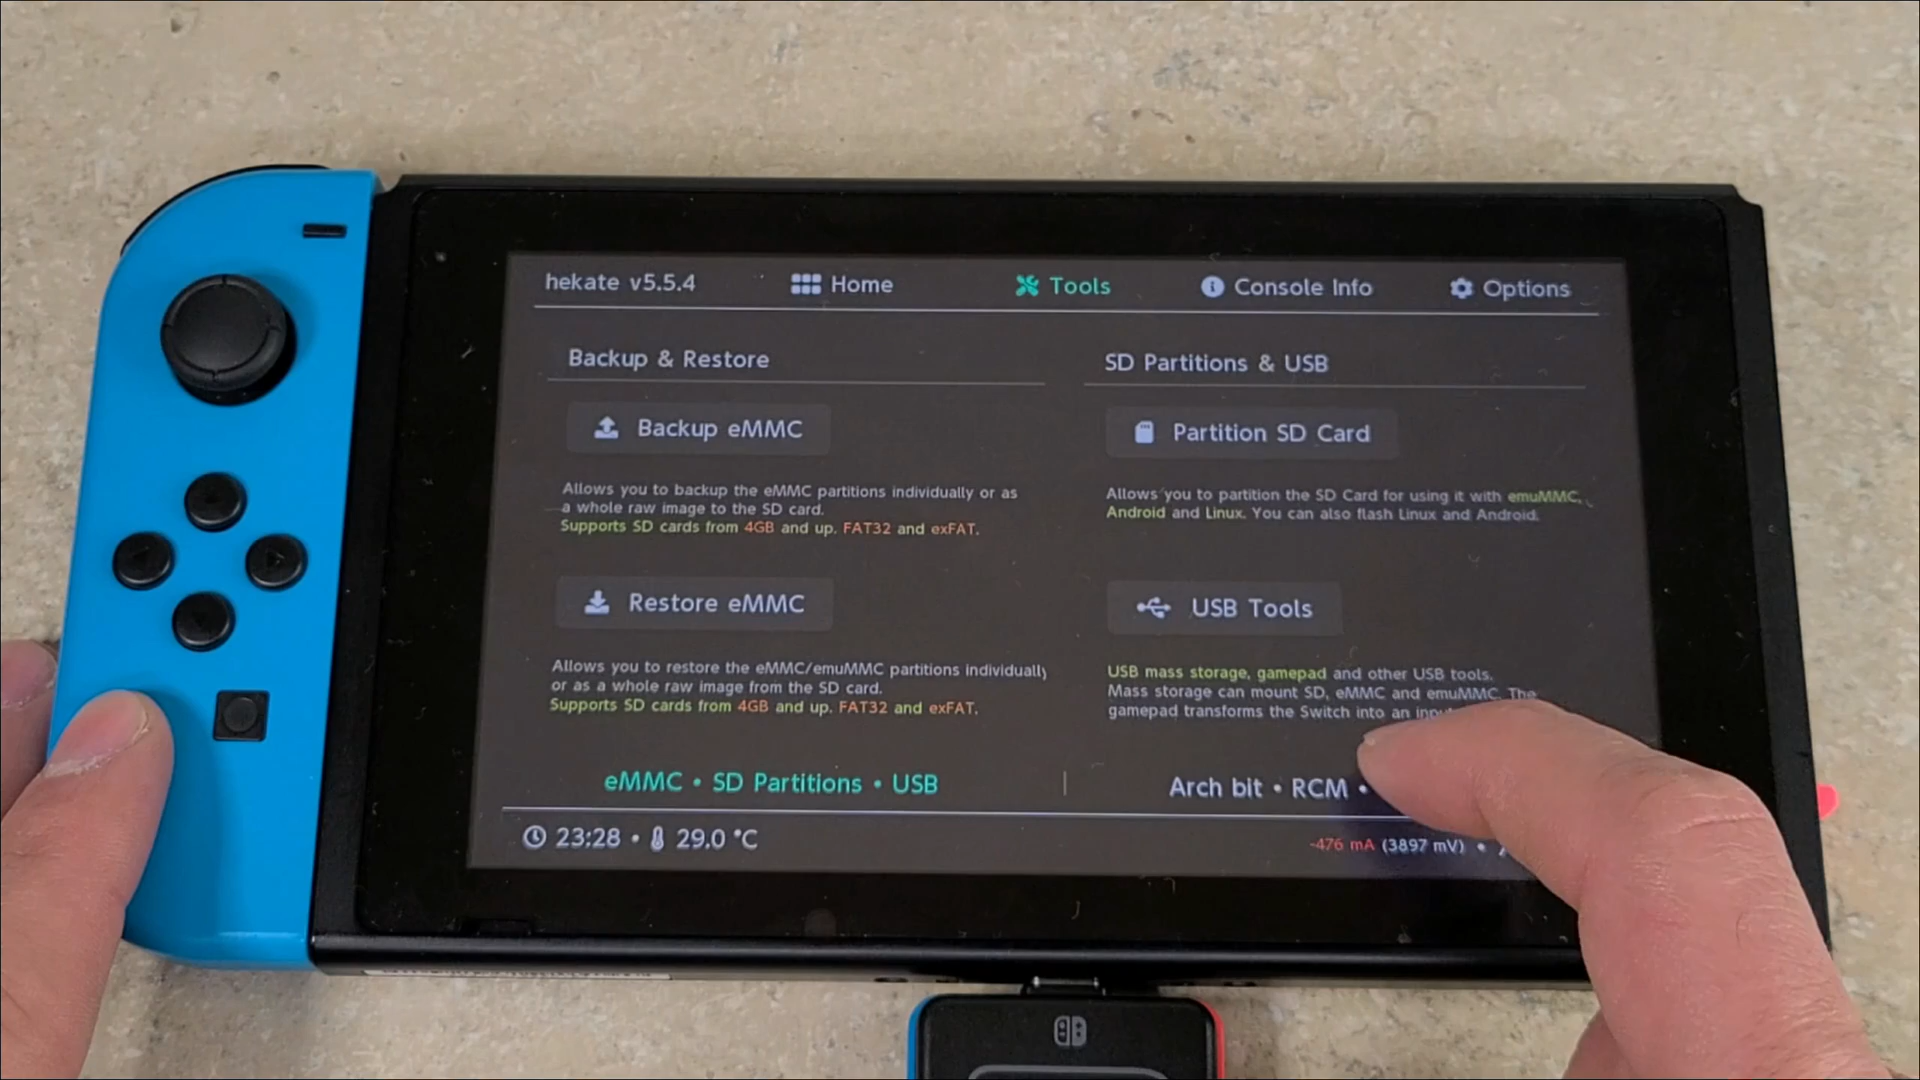 hekate v5.5.4
Home
Tools
Console Info
Options
Backup & Restore
Backup eMMC
Allows you to backup the eMMC partitions individually or as
a whole raw image to the SD card.
Supports SD cards from 4GB and up. FAT32 and exFAT.
Restore eMMC
Allows you to restore the eMMC/emuMMC partitions individually
or as a whole raw image from the SD card.
Supports SD cards from 4GB and up. FAT32 and exFAT.
SD Partitions & USB
Partition SD Card
Allows you to partition the SD Card for using it with emuMMC,
Android and Linux. You can also flash Linux and Android.
USB Tools
USB mass storage, gamepad and other USB tools.
Mass storage can mount SD, eMMC and emuMMC. The
gamepad transforms the Switch into an
eMMC • SD Partitions • USB
Arch bit • RCM •
23:28 • 29.0 °C
-476 mA (3897 mV) •